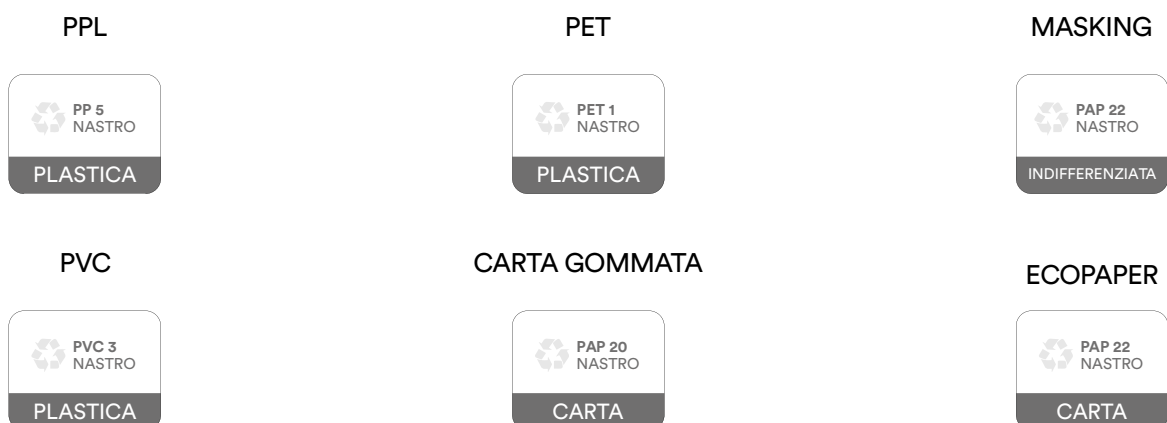 PPL
PP 5
NASTRO
PLASTICA
PET
PET 1
NASTRO
PLASTICA
MASKING
PAP 22
NASTRO
INDIFFERENZIATA
PVC
PVC 3
NASTRO
PLASTICA
CARTA GOMMATA
PAP 20
NASTRO
CARTA
ECOPAPER
PAP 22
NASTRO
CARTA